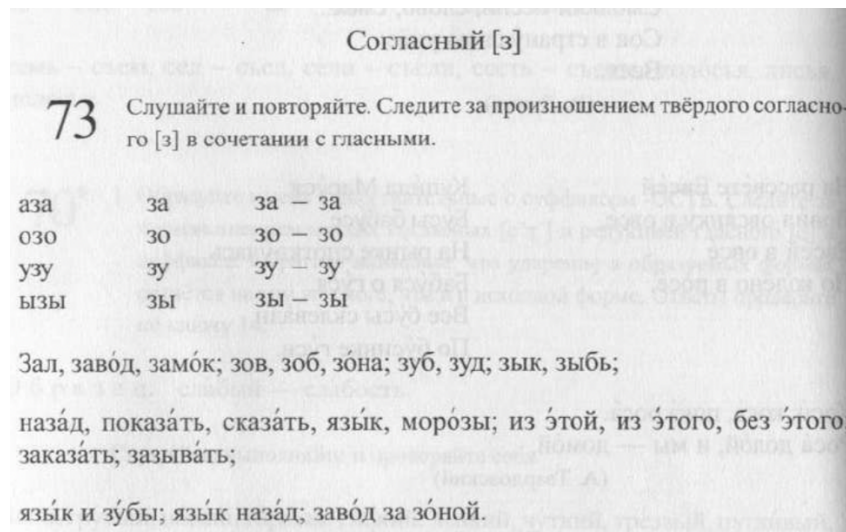 Согласный [з]
73 Слушайте и повторяйте. Следите за произношением твёрдого согласно-
го [з] в сочетании с гласными.
аза за за – за
озо зо зо – зо
узу зу зу – зу
ызы зы зы – зы
Зал, заво́д, замо́к; зов, зоб, зо́на; зуб, зуд; зык, зыбь;
наза́д, показа́ть, сказа́ть, язы́к, моро́зы; из э́той, из э́того, без э́того,
заказа́ть, зазыва́ть;
язы́к и зу́бы; язы́к наза́д; заво́д за зо́ной.